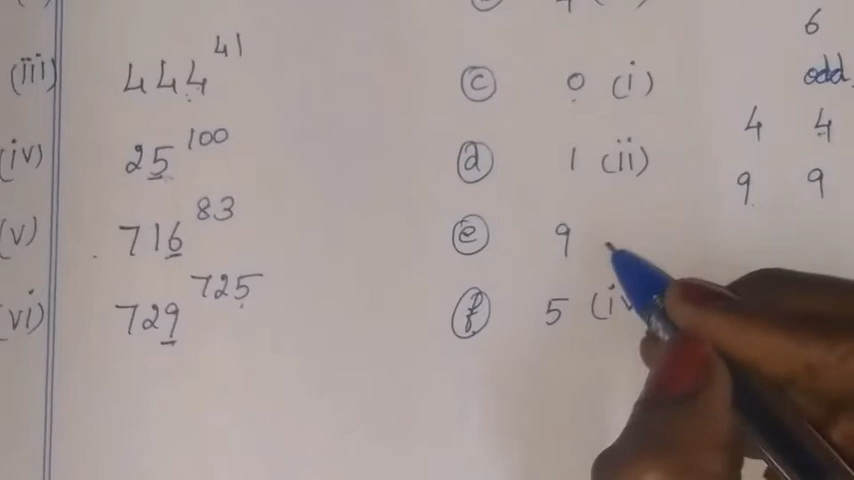 6
(iii) 444^41 (c) 0 (i) odd
(iv) 25^100 (d) 1 (ii) 4 4
(v) 716^83 (e) 9 9 9
(vi) 729^725 (f) 5 (iv